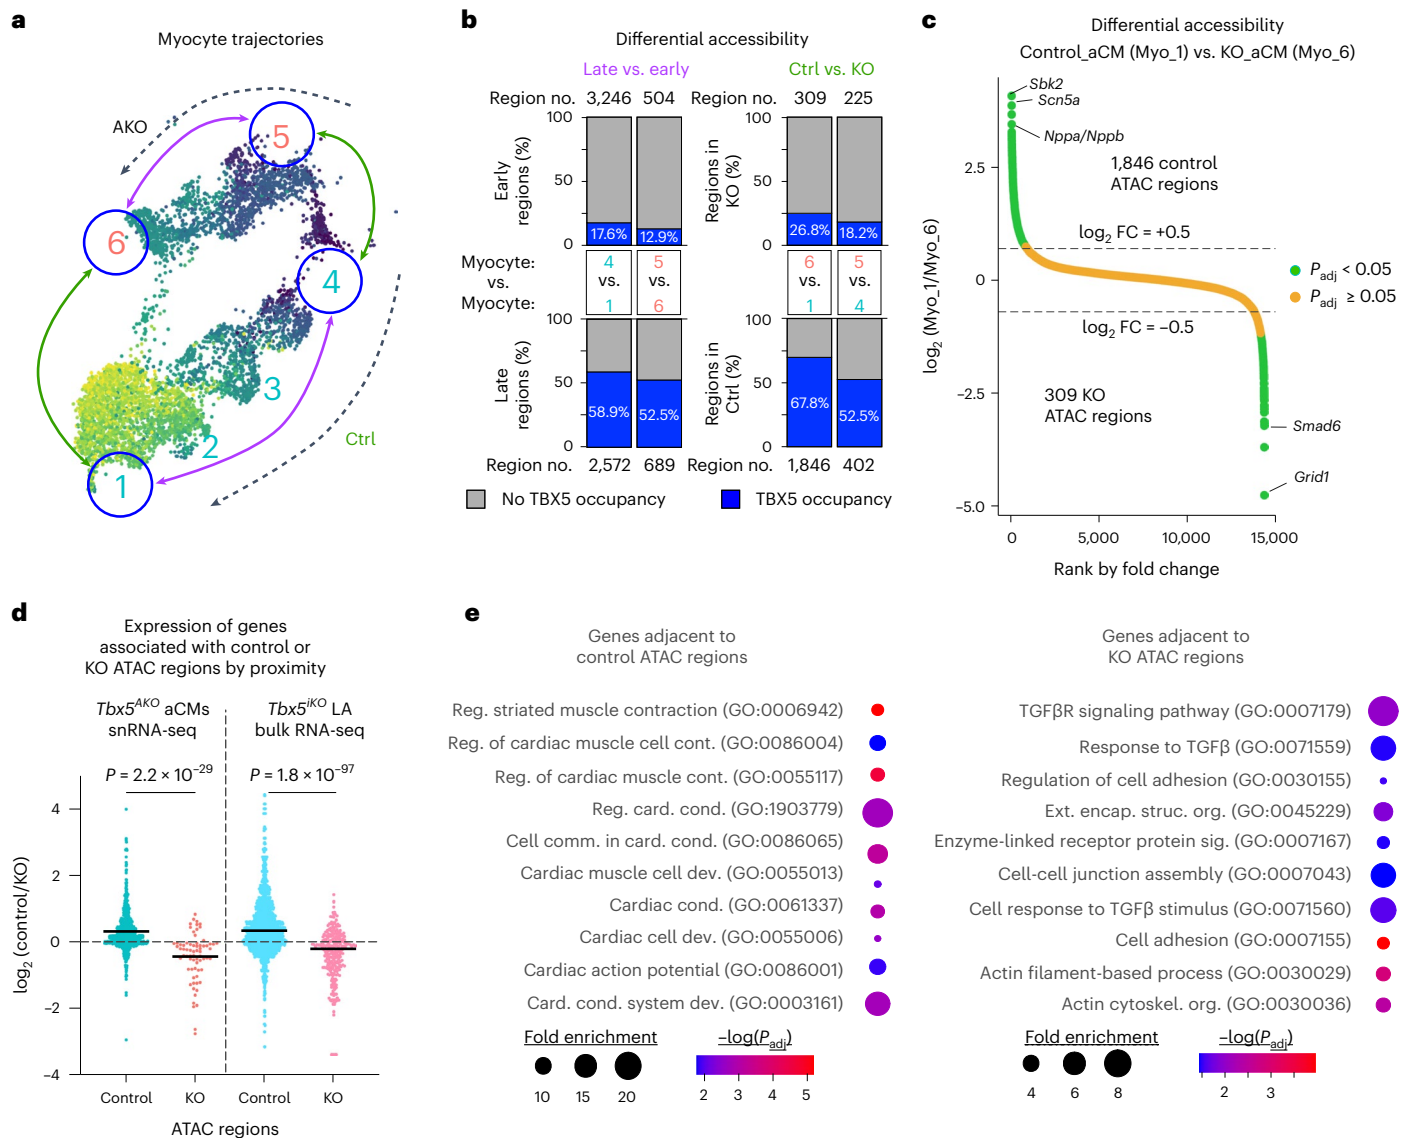 a
Myocyte trajectories
AKO
5
6
4
3
2
1
Ctrl
b
Differential accessibility
Late vs. early
Ctrl vs. KO
Region no. 3,246 504 Region no. 309 225
100
50
0
Early
regions (%)
17.6% 12.9%
100
50
0
Regions in
KO (%)
26.8% 18.2%
Myocyte: 4 5 6 5
vs. vs. vs. vs. vs.
Myocyte: 1 6 1 4
100
50
0
Late
regions (%)
58.9% 52.5%
100
50
0
Regions in
Ctrl (%)
67.8% 52.5%
Region no. 2,572 689 Region no. 1,846 402
No TBX5 occupancy
TBX5 occupancy
c
Differential accessibility
Control_aCM (Myo_1) vs. KO_aCM (Myo_6)
Sbk2
Scn5a
Nppa/Nppb
1,846 control
ATAC regions
log2 FC = +0.5
log2 FC = −0.5
309 KO
ATAC regions
Smad6
Grid1
Padj < 0.05
Padj ≥ 0.05
log2 (Myo_1/Myo_6)
2.5
0
−2.5
−5.0
0 5,000 10,000 15,000
Rank by fold change
d
Expression of genes
associated with control or
KO ATAC regions by proximity
Tbx5AKO aCMs
snRNA-seq
Tbx5iKO LA
bulk RNA-seq
P = 2.2 × 10−29
P = 1.8 × 10−97
log2 (control/KO)
4
2
0
−2
−4
Control KO Control KO
ATAC regions
e
Genes adjacent to
control ATAC regions
Reg. striated muscle contraction (GO:0006942)
Reg. of cardiac muscle cell cont. (GO:0086004)
Reg. of cardiac muscle cont. (GO:0055117)
Reg. card. cond. (GO:1903779)
Cell comm. in card. cond. (GO:0086065)
Cardiac muscle cell dev. (GO:0055013)
Cardiac cond. (GO:0061337)
Cardiac cell dev. (GO:0055006)
Cardiac action potential (GO:0086001)
Card. cond. system dev. (GO:0003161)
Fold enrichment
10 15 20
−log(Padj)
2 3 4 5
Genes adjacent to
KO ATAC regions
TGFβR signaling pathway (GO:0007179)
Response to TGFβ (GO:0071559)
Regulation of cell adhesion (GO:0030155)
Ext. encap. struc. org. (GO:0045229)
Enzyme-linked receptor protein sig. (GO:0007167)
Cell-cell junction assembly (GO:0007043)
Cell response to TGFβ stimulus (GO:0071560)
Cell adhesion (GO:0007155)
Actin filament-based process (GO:0030029)
Actin cytoskel. org. (GO:0030036)
Fold enrichment
4 6 8
−log(Padj)
2 3